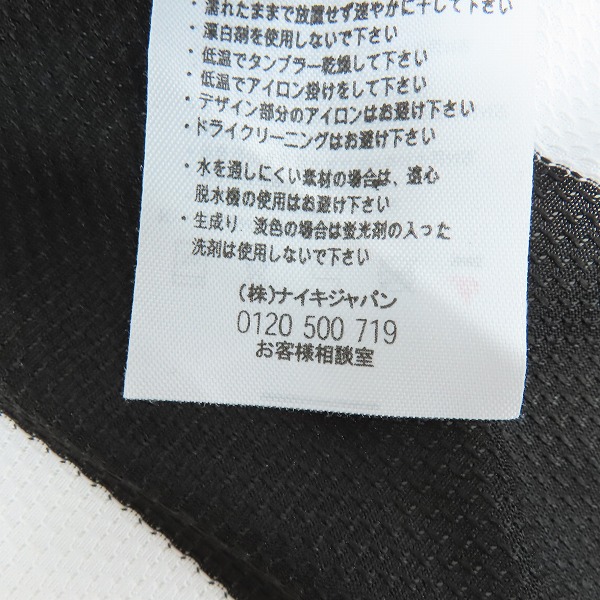 ・濡れたままで放置せず速やかに干して下さい
・漂白剤を使用しないで下さい
・低温でタンブラー乾燥して下さい
・低温でアイロン掛けをして下さい
・デザイン部分のアイロンはお避け下さい
・ドライクリーニングはお避け下さい
・水を通しにくい素材の場合は、遠心
脱水機の使用はお避け下さい
・生成り、淡色の場合は蛍光剤の入った
洗剤は使用しないで下さい
(株)ナイキジャパン
0120 500 719
お客様相談室